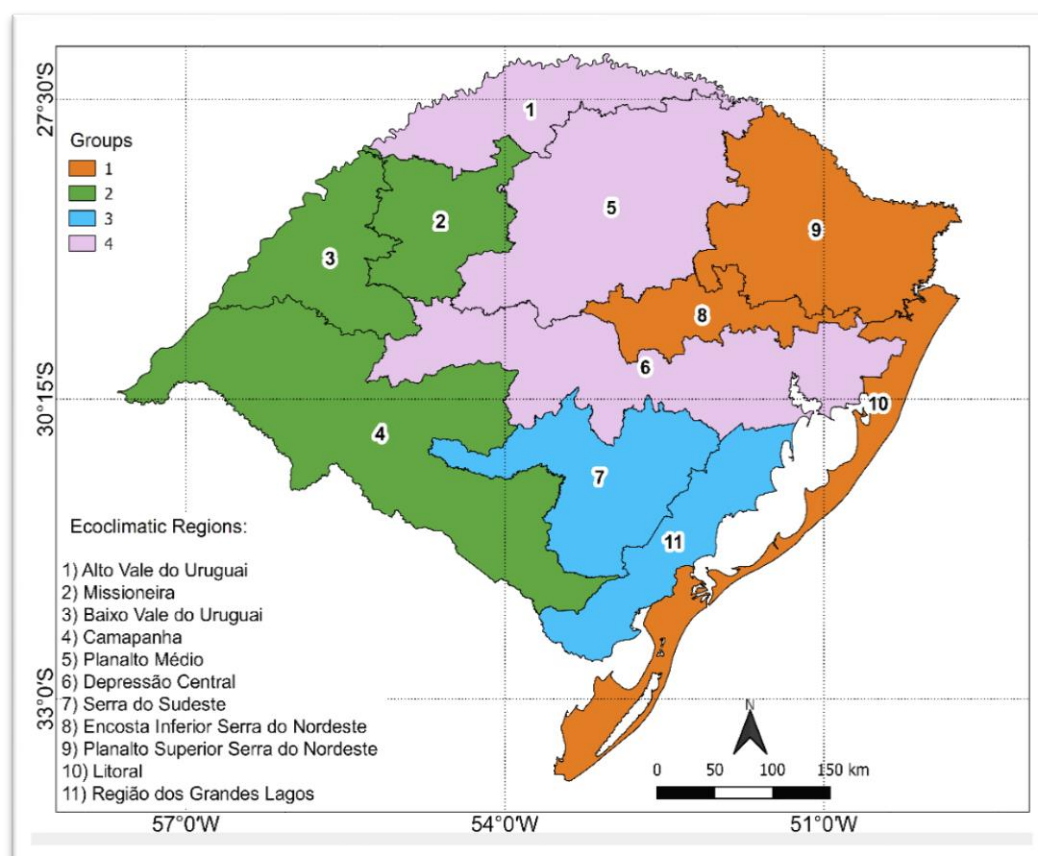 27°30'S
30°15'S
33°0'S
Groups
1
2
3
4
1
2
3
5
9
8
6
10
4
7
11
Ecoclimatic Regions:
1) Alto Vale do Uruguai
2) Missioneira
3) Baixo Vale do Uruguai
4) Camapanha
5) Planalto Médio
6) Depressão Central
7) Serra do Sudeste
8) Encosta Inferior Serra do Nordeste
9) Planalto Superior Serra do Nordeste
10) Litoral
11) Região dos Grandes Lagos
N
0 50 100 150 km
57°0'W 54°0'W 51°0'W